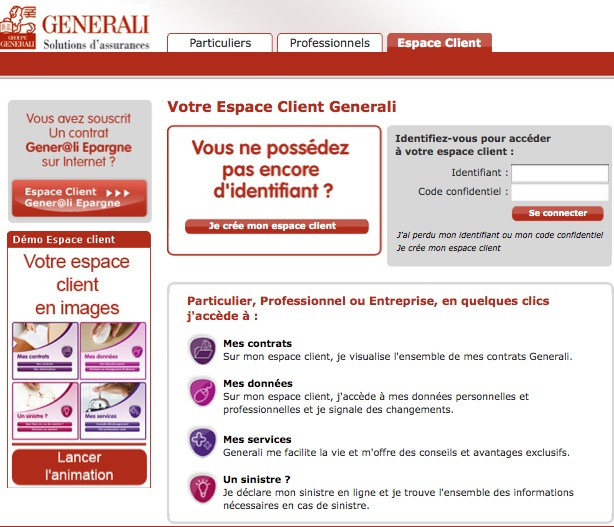 GENERALI
GROUPE
GENERALI
Solutions d'assurances
Particuliers
Professionnels
Espace Client
Vous avez souscrit
Un contrat
Gener@li Epargne
sur Internet ?
Espace Client
Gener@li Epargne
Démo Espace client
Votre espace
client
en images
Mes contrats
Mes données
Un sinistre ?
Mes services
Lancer
l'animation
Votre Espace Client Generali
Vous ne possédez
pas encore
d'identifiant ?
Je crée mon espace client
Identifiez-vous pour accéder
à votre espace client :
Identifiant :
Code confidentiel :
Se connecter
J'ai perdu mon identifiant ou mon code confidentiel
Je crée mon espace client
Particulier, Professionnel ou Entreprise, en quelques clics
j'accède à :
Mes contrats
Sur mon espace client, je visualise l'ensemble de mes contrats Generali.
Mes données
Sur mon espace client, j'accède à mes données personnelles et
professionnelles et je signale des changements.
Mes services
Generali me facilite la vie et m'offre des conseils et avantages exclusifs.
Un sinistre ?
Je déclare mon sinistre en ligne et je trouve l'ensemble des informations
nécessaires en cas de sinistre.